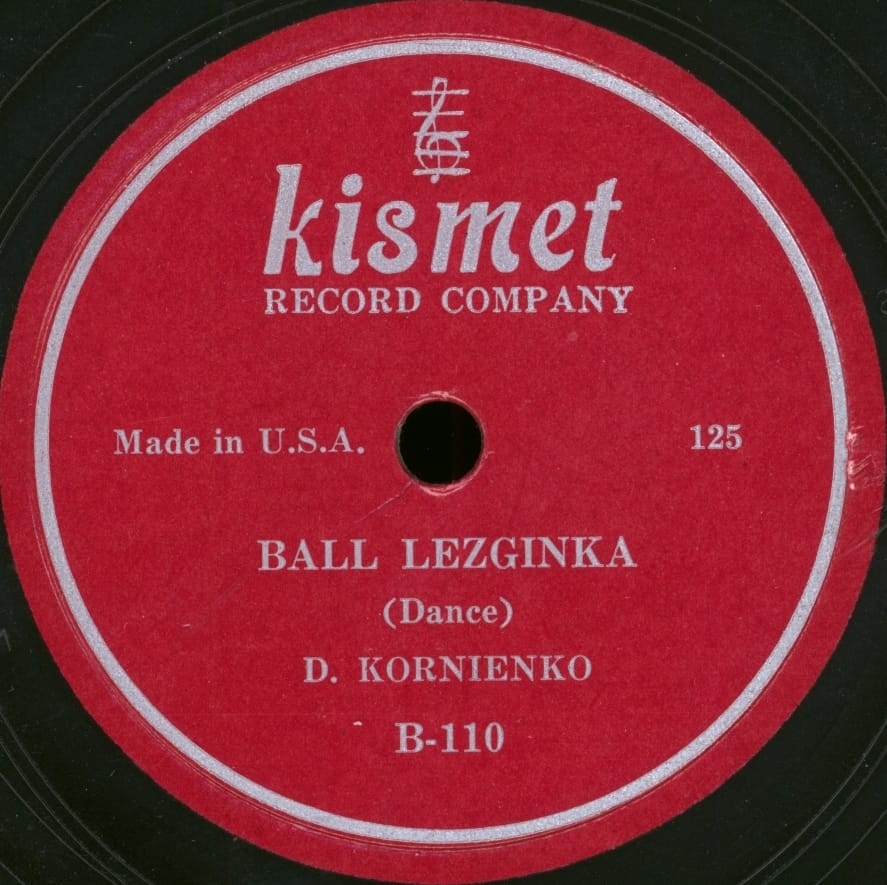 kismet
RECORD COMPANY
Made in U.S.A. 125
BALL LEZGINKA
(Dance)
D. KORNIENKO
B-110